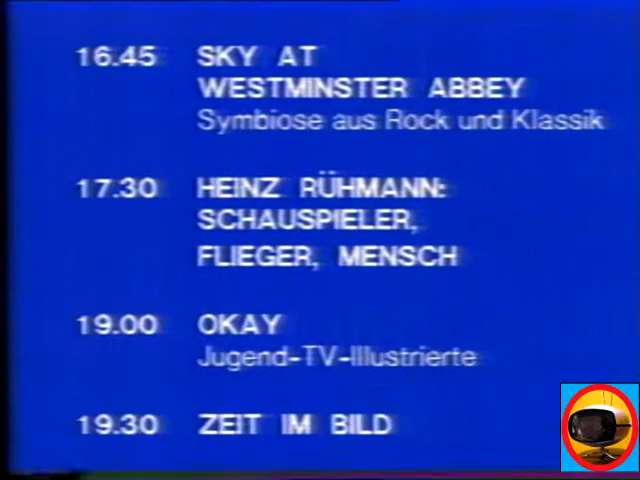 16.45 SKY AT
WESTMINSTER ABBEY
Symbiose aus Rock und Klassik
17.30 HEINZ RÜHMANN:
SCHAUSPIELER,
FLIEGER, MENSCH
19.00 OKAY
Jugend-TV-Illustrierte
19.30 ZEIT IM BILD